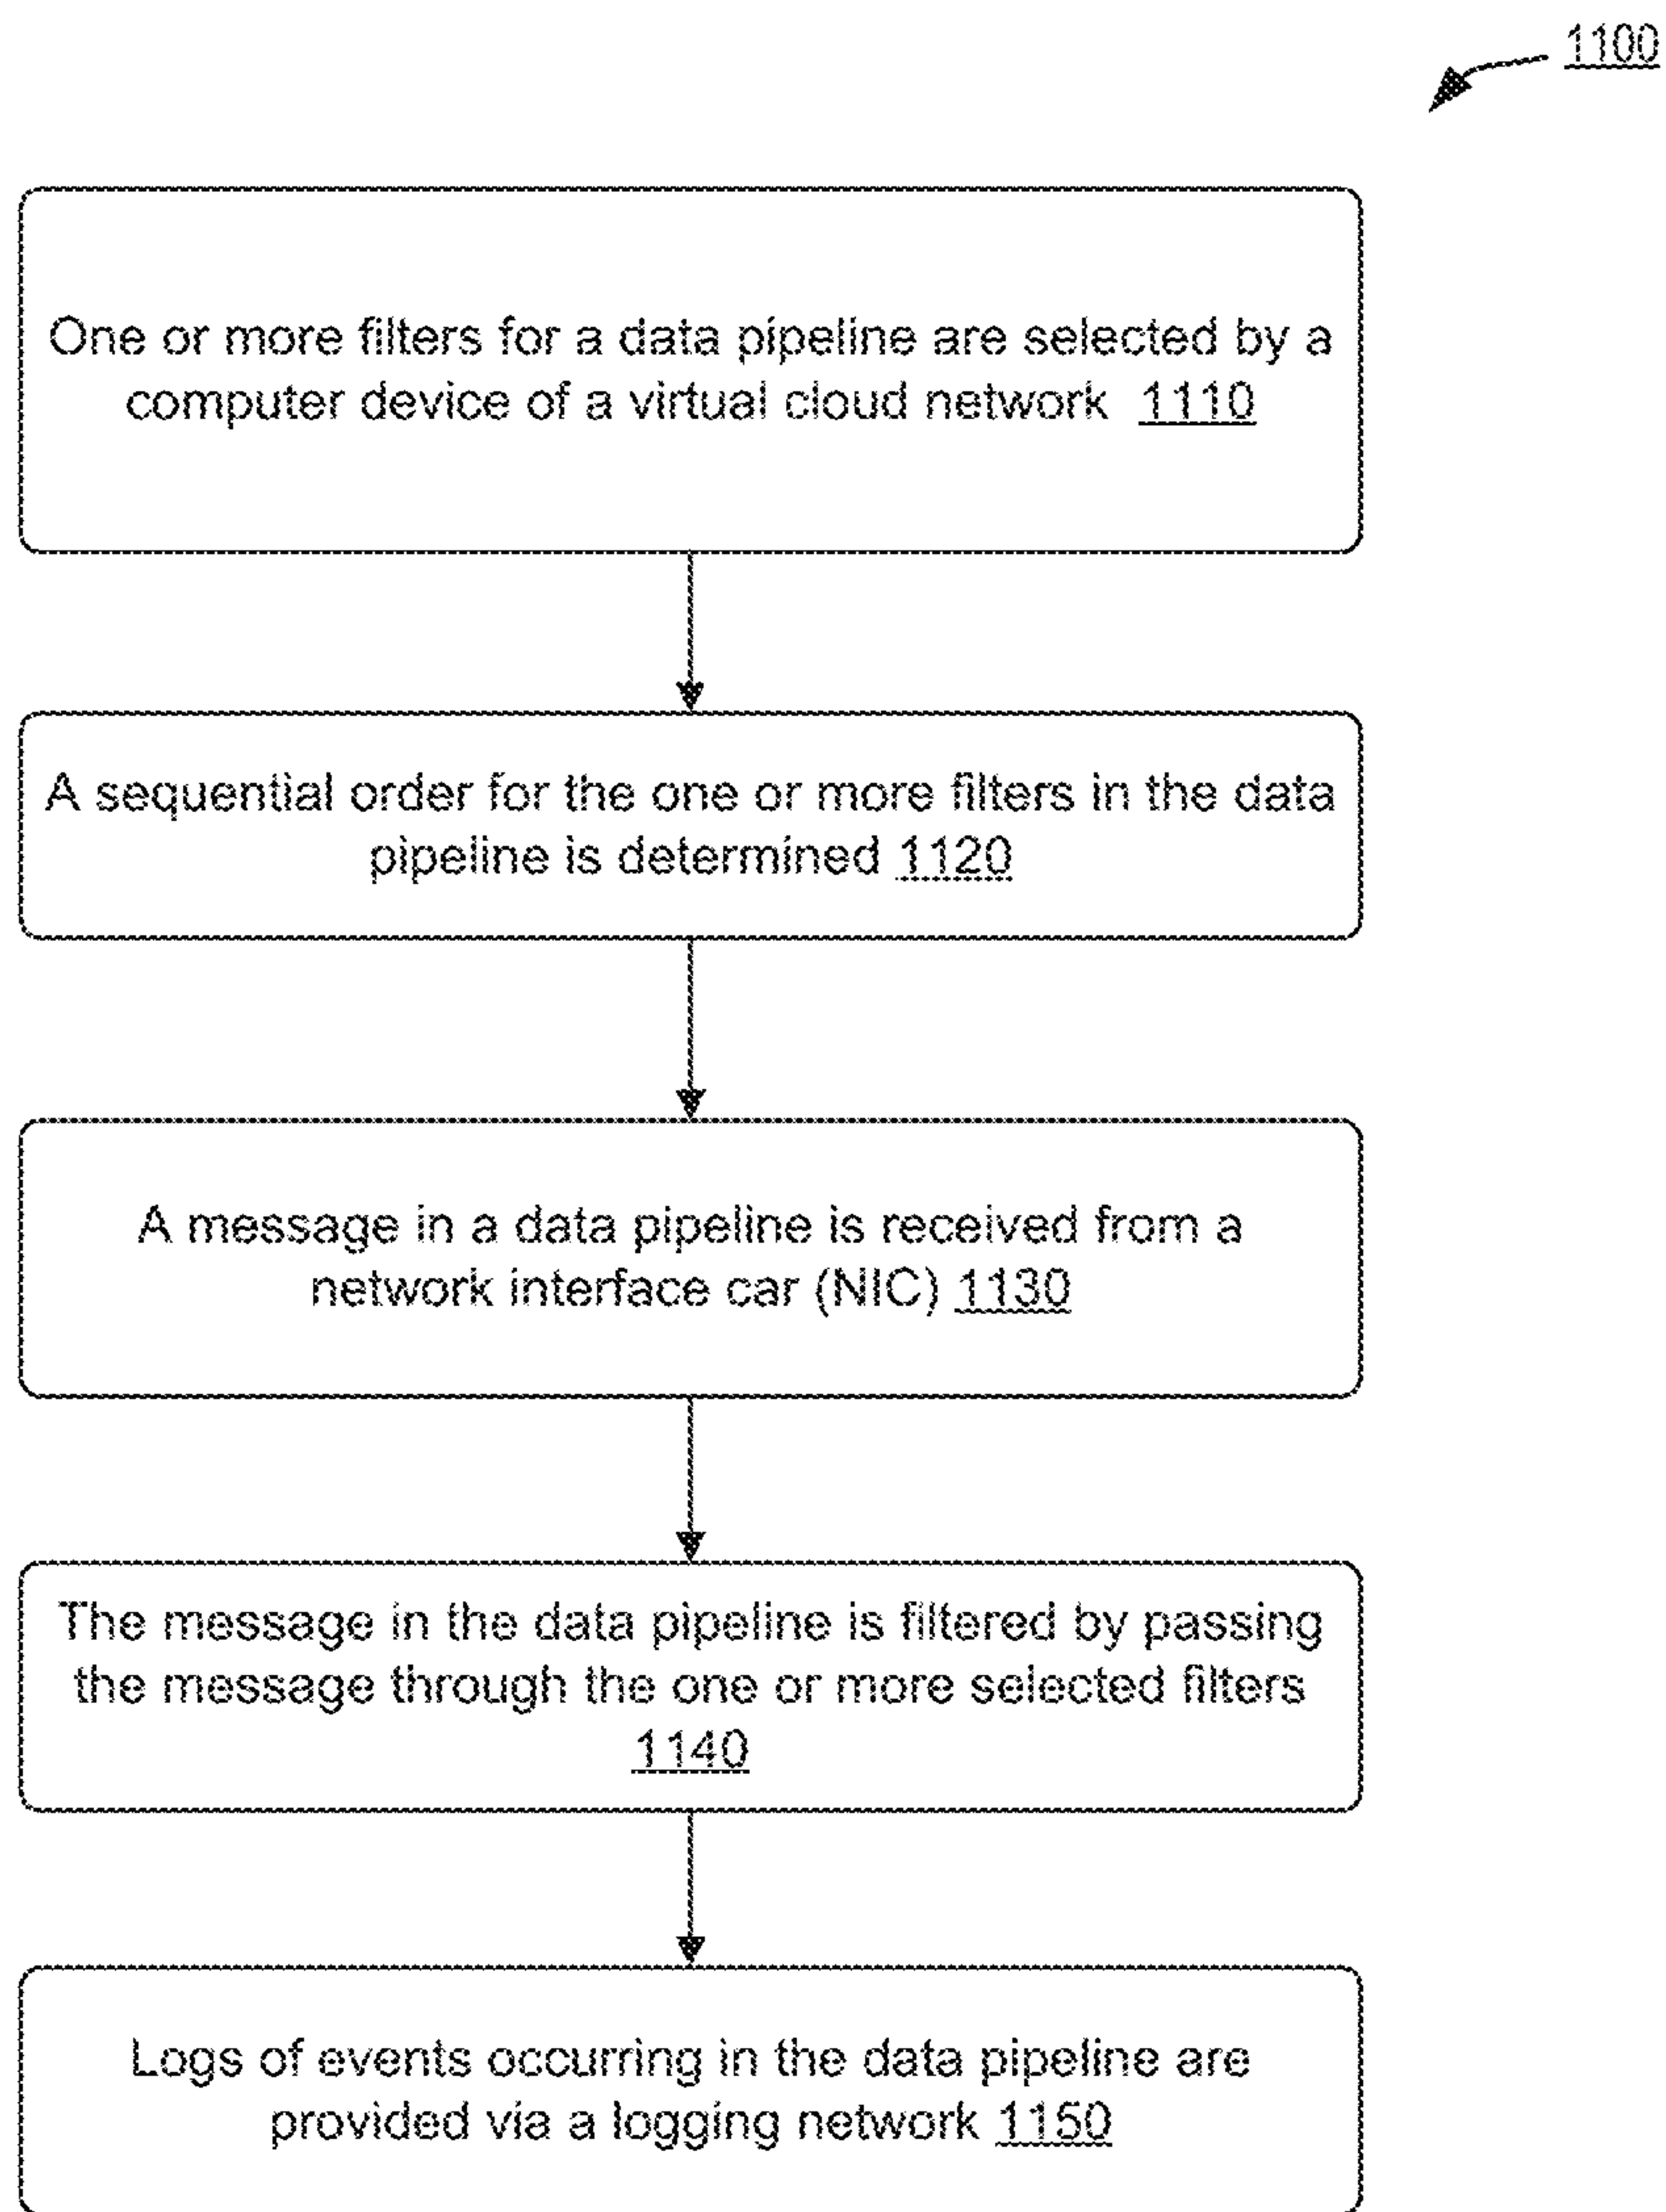 1100
One or more filters for a data pipeline are selected by a
computer device of a virtual cloud network 1110
A sequential order for the one or more filters in the data
pipeline is determined 1120
A message in a data pipeline is received from a
network interface car (NIC) 1130
The message in the data pipeline is filtered by passing
the message through the one or more selected filters
1140
Logs of events occurring in the data pipeline are
provided via a logging network 1150